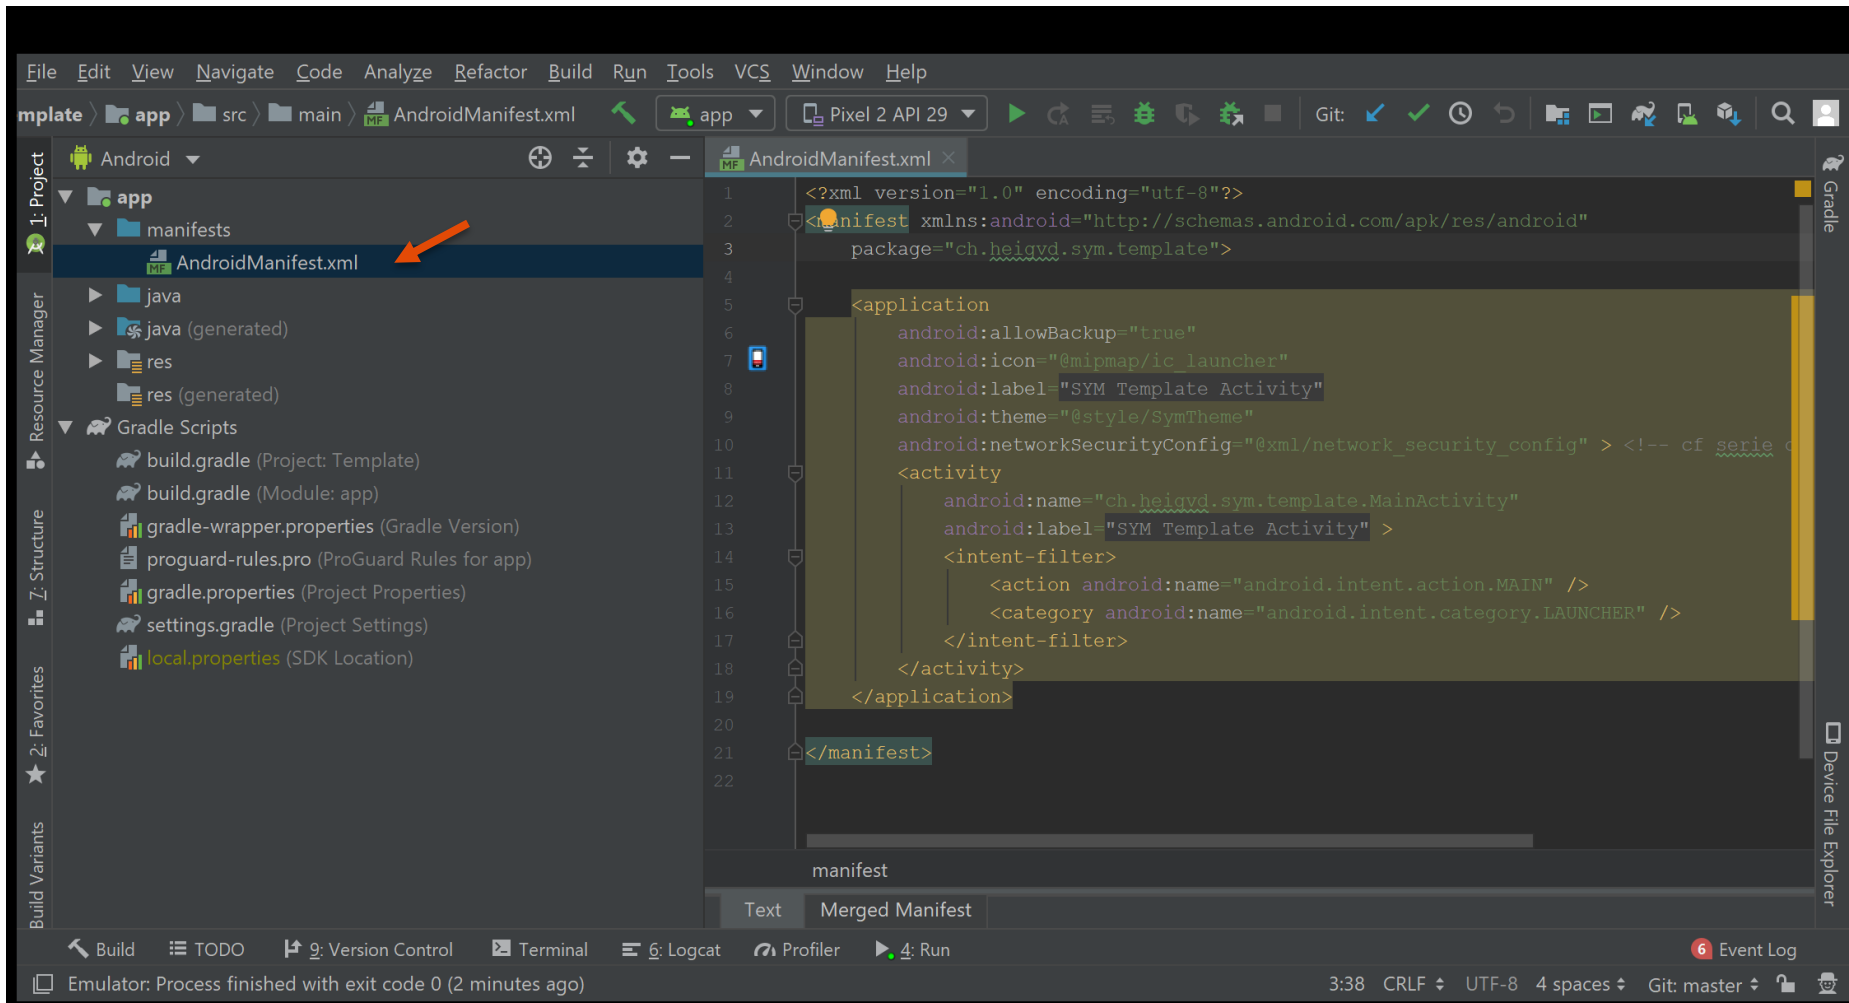 File Edit View Navigate Code Analyze Refactor Build Run Tools VCS Window Help
mplate app src main AndroidManifest.xml app Pixel 2 API 29 Git:
1: Project
Resource Manager
7: Structure
2: Favorites
Build Variants
Android
app
manifests
AndroidManifest.xml
java
java (generated)
res
res (generated)
Gradle Scripts
build.gradle (Project: Template)
build.gradle (Module: app)
gradle-wrapper.properties (Gradle Version)
proguard-rules.pro (ProGuard Rules for app)
gradle.properties (Project Properties)
settings.gradle (Project Settings)
local.properties (SDK Location)
AndroidManifest.xml
1 <?xml version="1.0" encoding="utf-8"?>
2 <manifest xmlns:android="http://schemas.android.com/apk/res/android"
3 package="ch.heigvd.sym.template">
4
5 <application
6 android:allowBackup="true"
7 android:icon="@mipmap/ic_launcher"
8 android:label="SYM Template Activity"
9 android:theme="@style/SymTheme"
10 android:networkSecurityConfig="@xml/network_security_config" > <!-- cf serie
11 <activity
12 android:name="ch.heigvd.sym.template.MainActivity"
13 android:label="SYM Template Activity" >
14 <intent-filter>
15 <action android:name="android.intent.action.MAIN" />
16 <category android:name="android.intent.category.LAUNCHER" />
17 </intent-filter>
18 </activity>
19 </application>
20
21 </manifest>
22
manifest
Text Merged Manifest
Gradle
Device File Explorer
Build TODO 9: Version Control Terminal 6: Logcat Profiler 4: Run 6 Event Log
Emulator: Process finished with exit code 0 (2 minutes ago) 3:38 CRLF UTF-8 4 spaces Git: master